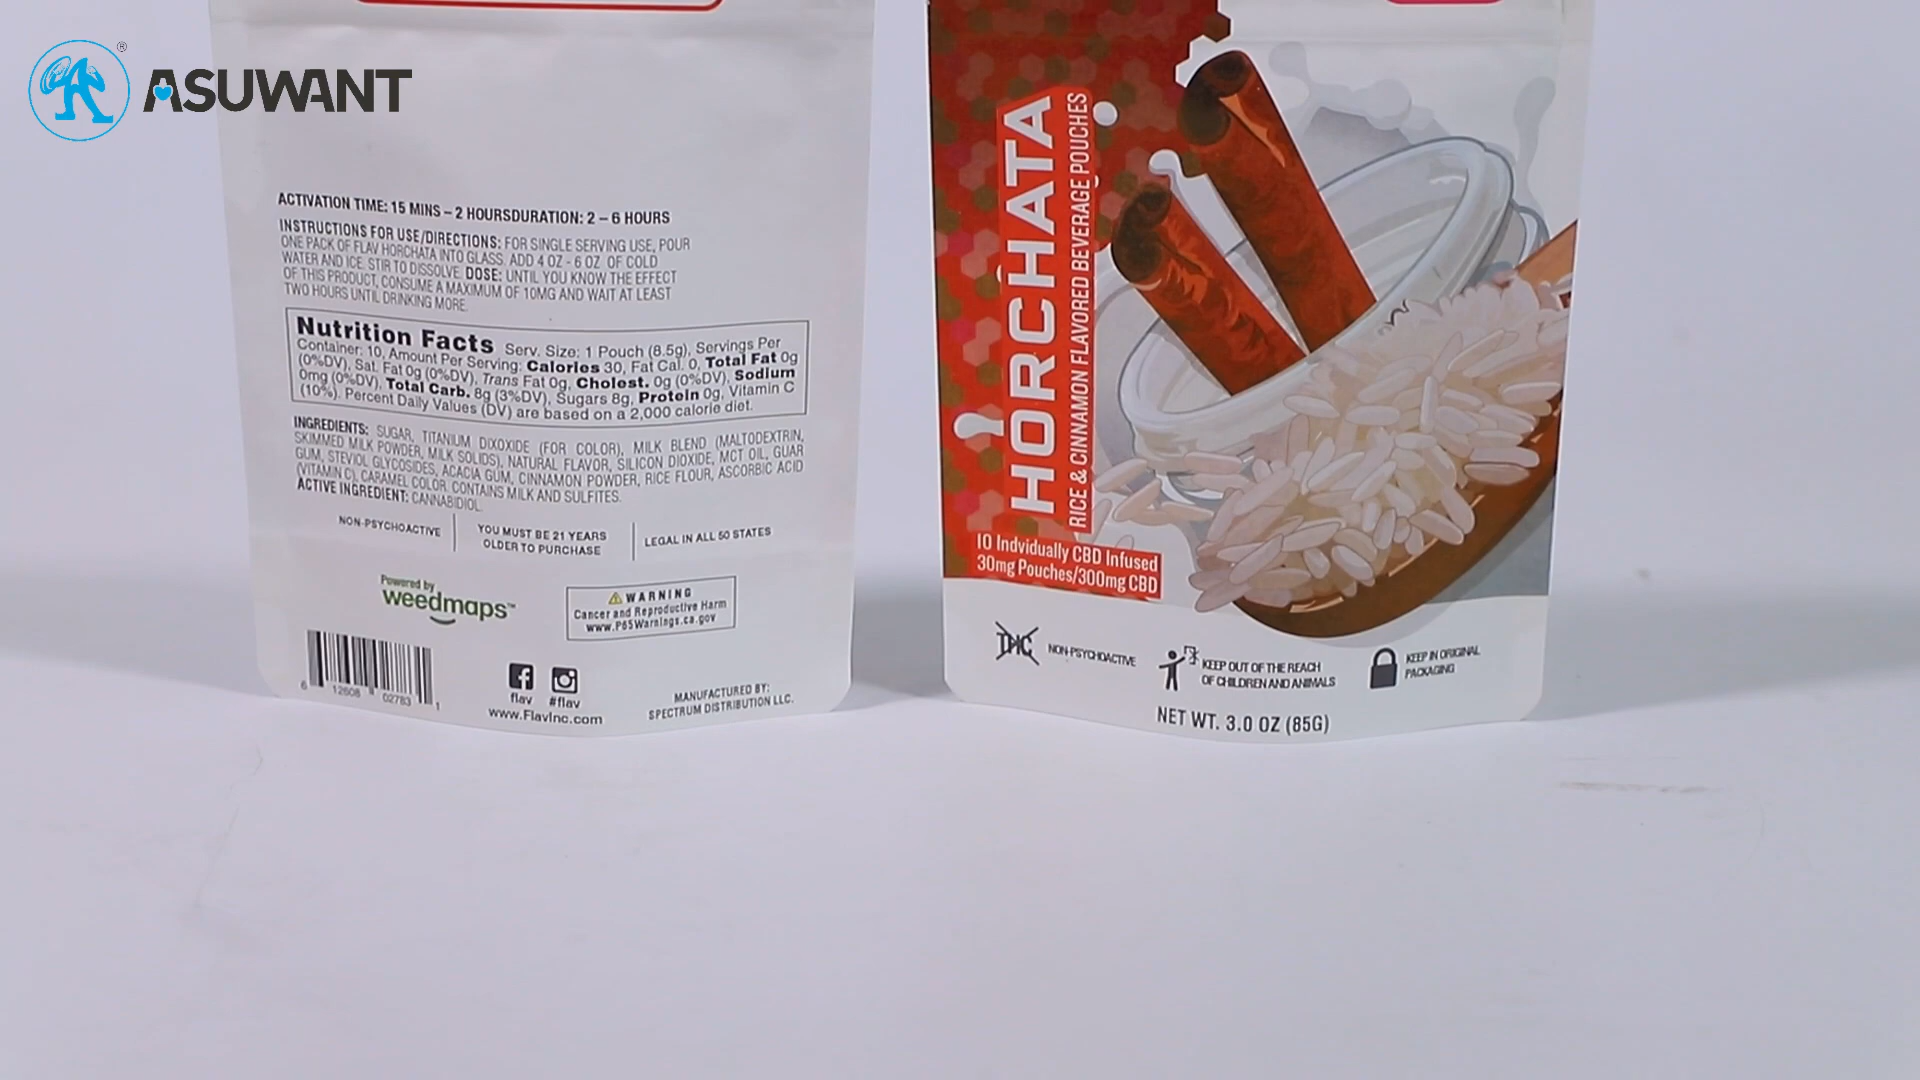 ASUWANT
®
ACTIVATION TIME: 15 MINS – 2 HOURSDURATION: 2 – 6 HOURS
INSTRUCTIONS FOR USE/DIRECTIONS: FOR SINGLE SERVING USE, POUR
ONE PACK OF FLAV HORCHATA INTO GLASS. ADD 4 OZ - 6 OZ OF COLD
WATER AND ICE. STIR TO DISSOLVE. DOSE: UNTIL YOU KNOW THE EFFECT
OF THIS PRODUCT, CONSUME A MAXIMUM OF 10MG AND WAIT AT LEAST
TWO HOURS UNTIL DRINKING MORE.
Nutrition Facts Serv. Size: 1 Pouch (8.5g), Servings Per
Container: 10, Amount Per Serving: Calories 30, Fat Cal. 0, Total Fat 0g
(0%DV), Sat. Fat 0g (0%DV), Trans Fat 0g, Cholest. 0g (0%DV), Sodium
0mg (0%DV), Total Carb. 8g (3%DV), Sugars 8g, Protein 0g, Vitamin C
(10%). Percent Daily Values (DV) are based on a 2,000 calorie diet.
INGREDIENTS: SUGAR, TITANIUM DIXOXIDE (FOR COLOR), MILK BLEND (MALTODEXTRIN,
SKIMMED MILK POWDER, MILK SOLIDS), NATURAL FLAVOR, SILICON DIOXIDE, MCT OIL, GUAR
GUM, STEVIOL GLYCOSIDES, ACACIA GUM, CINNAMON POWDER, RICE FLOUR, ASCORBIC ACID
(VITAMIN C), CARAMEL COLOR. CONTAINS MILK AND SULFITES.
ACTIVE INGREDIENT: CANNABIDIOL
NON-PSYCHOACTIVE
YOU MUST BE 21 YEARS
OLDER TO PURCHASE
LEGAL IN ALL 50 STATES
Powered by
weedmaps™
WARNING
Cancer and Reproductive Harm
www.P65Warnings.ca.gov
6 12608 02783 1
flav #flav
www.FlavInc.com
MANUFACTURED BY:
SPECTRUM DISTRIBUTION LLC.
HORCHATA
RICE & CINNAMON FLAVORED BEVERAGE POUCHES
10 Indvidually CBD Infused
30mg Pouches/300mg CBD
THC
NON-PSYCHOACTIVE
KEEP OUT OF THE REACH
OF CHILDREN AND ANIMALS
KEEP IN ORIGINAL
PACKAGING
NET WT. 3.0 OZ (85G)